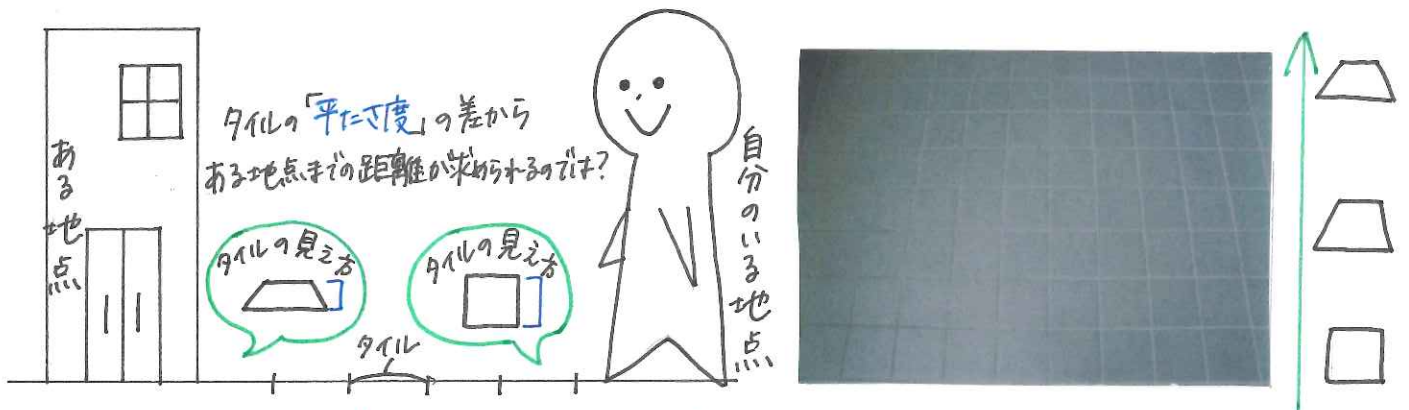 ある地点
タイルの「平たさ度」の差から
ある地点までの距離が求められるのでは?
タイルの見え方
タイルの見え方
タイル
自分のいる地点